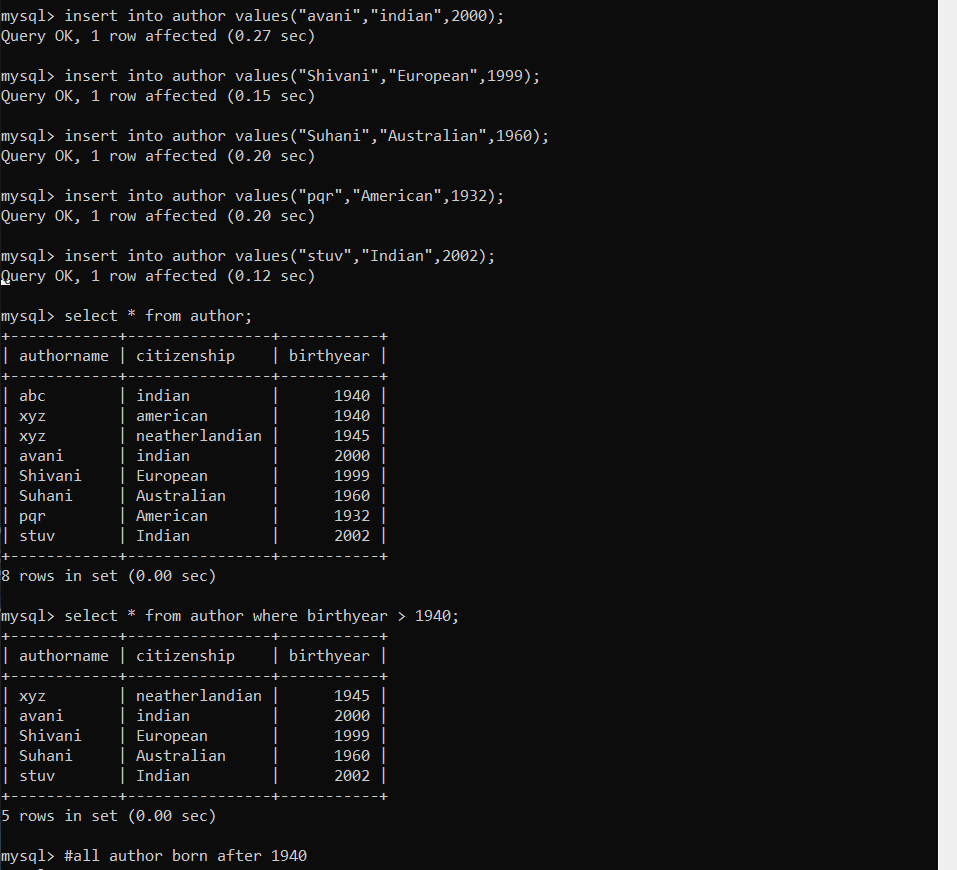 mysql> insert into author values("avani","indian",2000);
Query OK, 1 row affected (0.27 sec)
mysql> insert into author values("Shivani","European",1999);
Query OK, 1 row affected (0.15 sec)
mysql> insert into author values("Suhani","Australian",1960);
Query OK, 1 row affected (0.20 sec)
mysql> insert into author values("pqr","American",1932);
Query OK, 1 row affected (0.20 sec)
mysql> insert into author values("stuv","Indian",2002);
Query OK, 1 row affected (0.12 sec)
mysql> select * from author;
+------------+----------------+-----------+
| authorname | citizenship    | birthyear |
+------------+----------------+-----------+
| abc        | indian         |      1940 |
| xyz        | american       |      1940 |
| xyz        | neatherlandian |      1945 |
| avani      | indian         |      2000 |
| Shivani    | European       |      1999 |
| Suhani     | Australian     |      1960 |
| pqr        | American       |      1932 |
| stuv       | Indian         |      2002 |
+------------+----------------+-----------+
8 rows in set (0.00 sec)
mysql> select * from author where birthyear > 1940;
+------------+----------------+-----------+
| authorname | citizenship    | birthyear |
+------------+----------------+-----------+
| xyz        | neatherlandian |      1945 |
| avani      | indian         |      2000 |
| Shivani    | European       |      1999 |
| Suhani     | Australian     |      1960 |
| stuv       | Indian         |      2002 |
+------------+----------------+-----------+
5 rows in set (0.00 sec)
mysql> #all author born after 1940